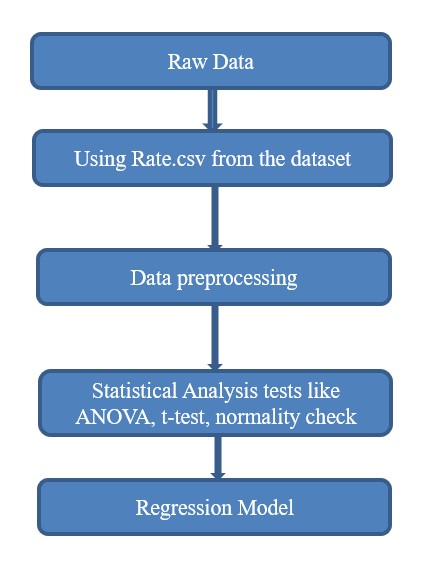 Raw Data
Using Rate.csv from the dataset
Data preprocessing
Statistical Analysis tests like
ANOVA, t-test, normality check
Regression Model